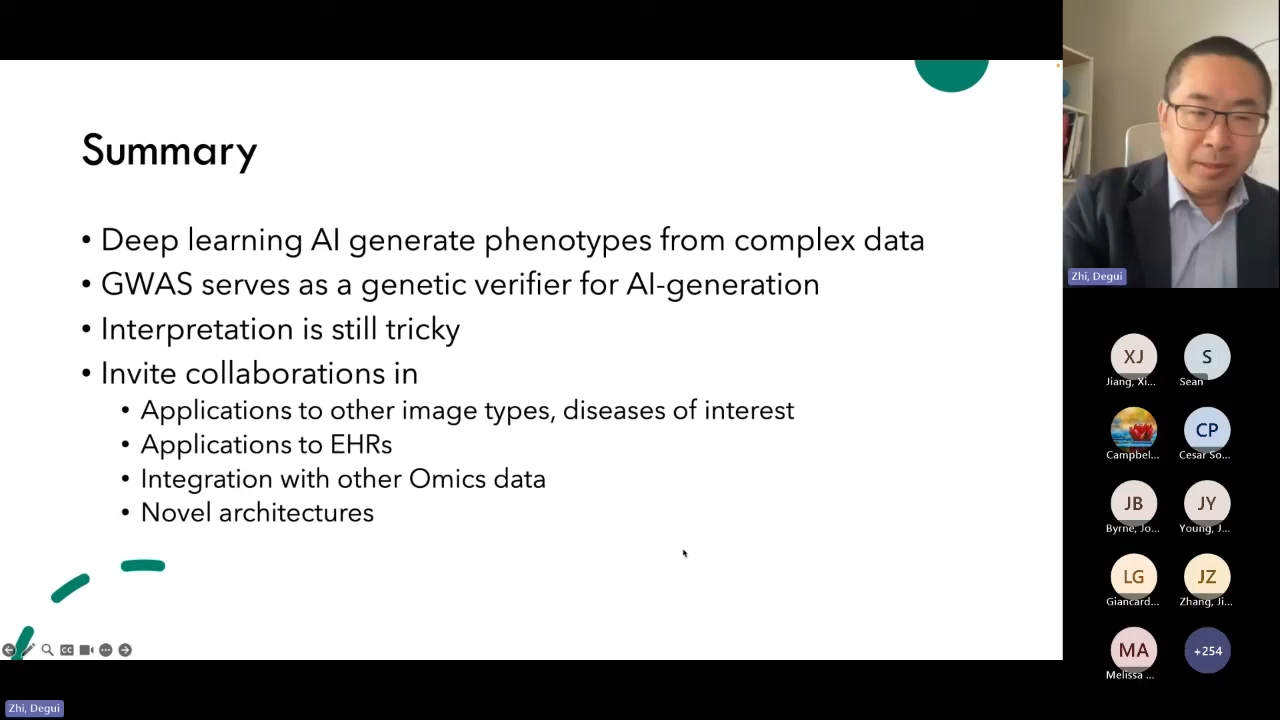 Summary
• Deep learning AI generate phenotypes from complex data
• GWAS serves as a genetic verifier for AI-generation
• Interpretation is still tricky
• Invite collaborations in
• Applications to other image types, diseases of interest
• Applications to EHRs
• Integration with other Omics data
• Novel architectures
CC
Zhi, Degui
Zhi, Degui
XJ
S
Jiang, Xi...
Sean
CP
Campbel...
Cesar So...
JB
JY
Byrne, Jo...
Young, J...
LG
JZ
Giancard...
Zhang, Ji...
MA
+254
Melissa ...